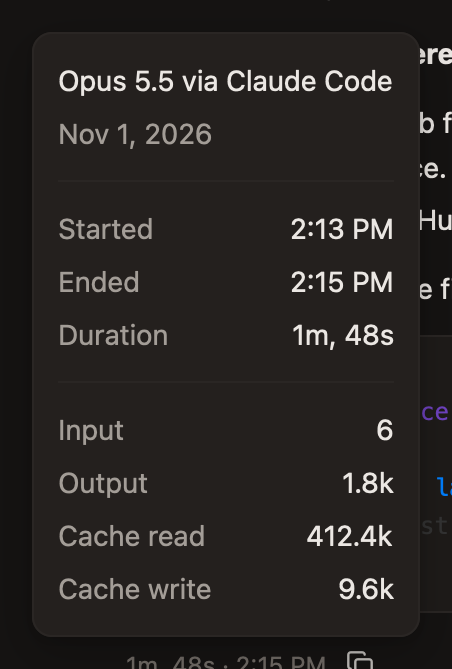 Opus 5.5 via Claude Code
Nov 1, 2026
Started 2:13 PM
Ended 2:15 PM
Duration 1m, 48s
Input 6
Output 1.8k
Cache read 412.4k
Cache write 9.6k
1m, 48s · 2:15 PM